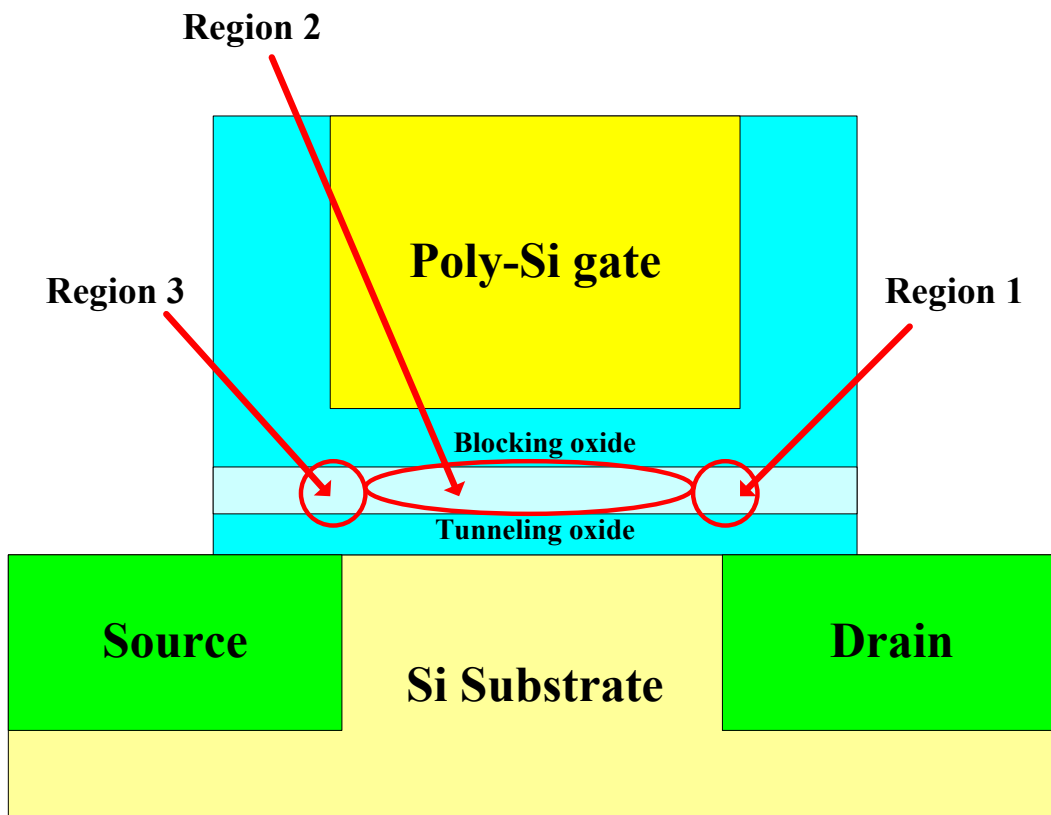 Region 2
Poly-Si gate
Region 3
Region 1
Blocking oxide
Tunneling oxide
Source
Drain
Si Substrate